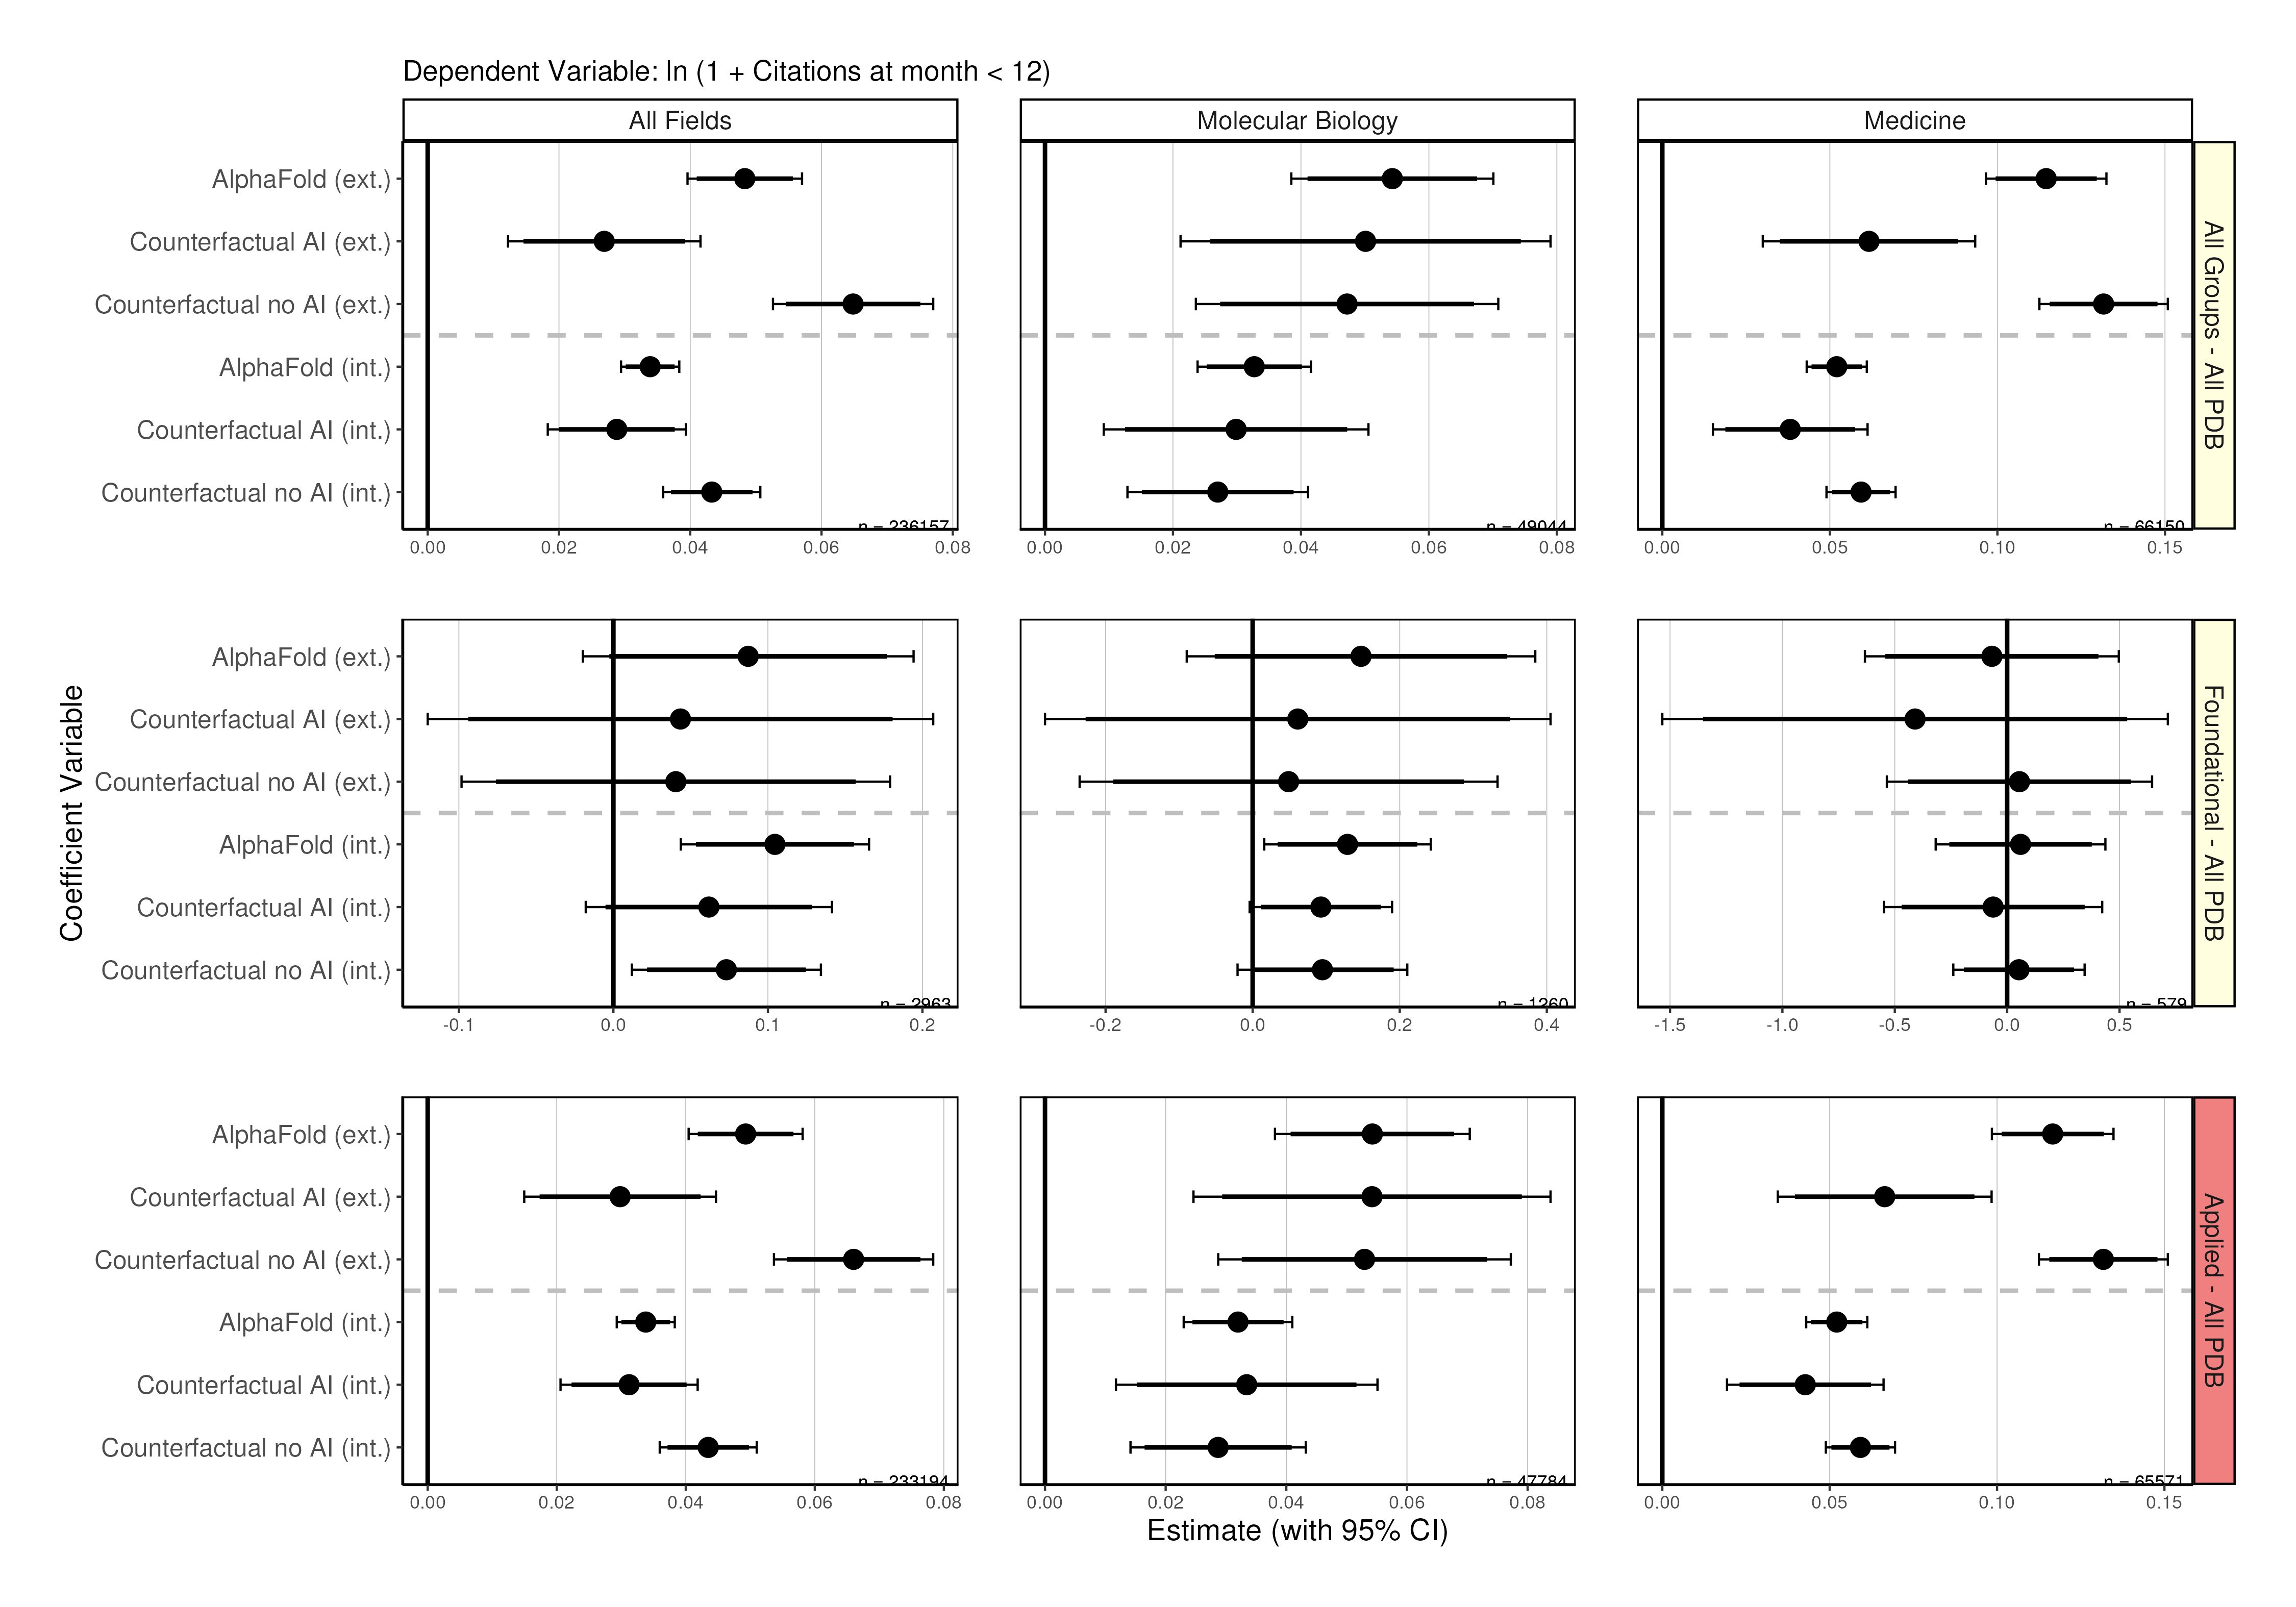 Dependent Variable: ln (1 + Citations at month < 12)
All Fields
Molecular Biology
Medicine
AlphaFold (ext.)
Counterfactual AI (ext.)
Counterfactual no AI (ext.)
AlphaFold (int.)
Counterfactual AI (int.)
Counterfactual no AI (int.)
n = 236157
n = 49044
n = 66150
All Groups - All PDB
0.00 0.02 0.04 0.06 0.08
0.00 0.02 0.04 0.06 0.08
0.00 0.05 0.10 0.15
Coefficient Variable
AlphaFold (ext.)
Counterfactual AI (ext.)
Counterfactual no AI (ext.)
AlphaFold (int.)
Counterfactual AI (int.)
Counterfactual no AI (int.)
n = 2963
n = 1260
n = 579
Foundational - All PDB
-0.1 0.0 0.1 0.2
-0.2 0.0 0.2 0.4
-1.5 -1.0 -0.5 0.0 0.5
AlphaFold (ext.)
Counterfactual AI (ext.)
Counterfactual no AI (ext.)
AlphaFold (int.)
Counterfactual AI (int.)
Counterfactual no AI (int.)
n = 233194
n = 47784
n = 65571
Applied - All PDB
0.00 0.02 0.04 0.06 0.08
0.00 0.02 0.04 0.06 0.08
0.00 0.05 0.10 0.15
Estimate (with 95% CI)